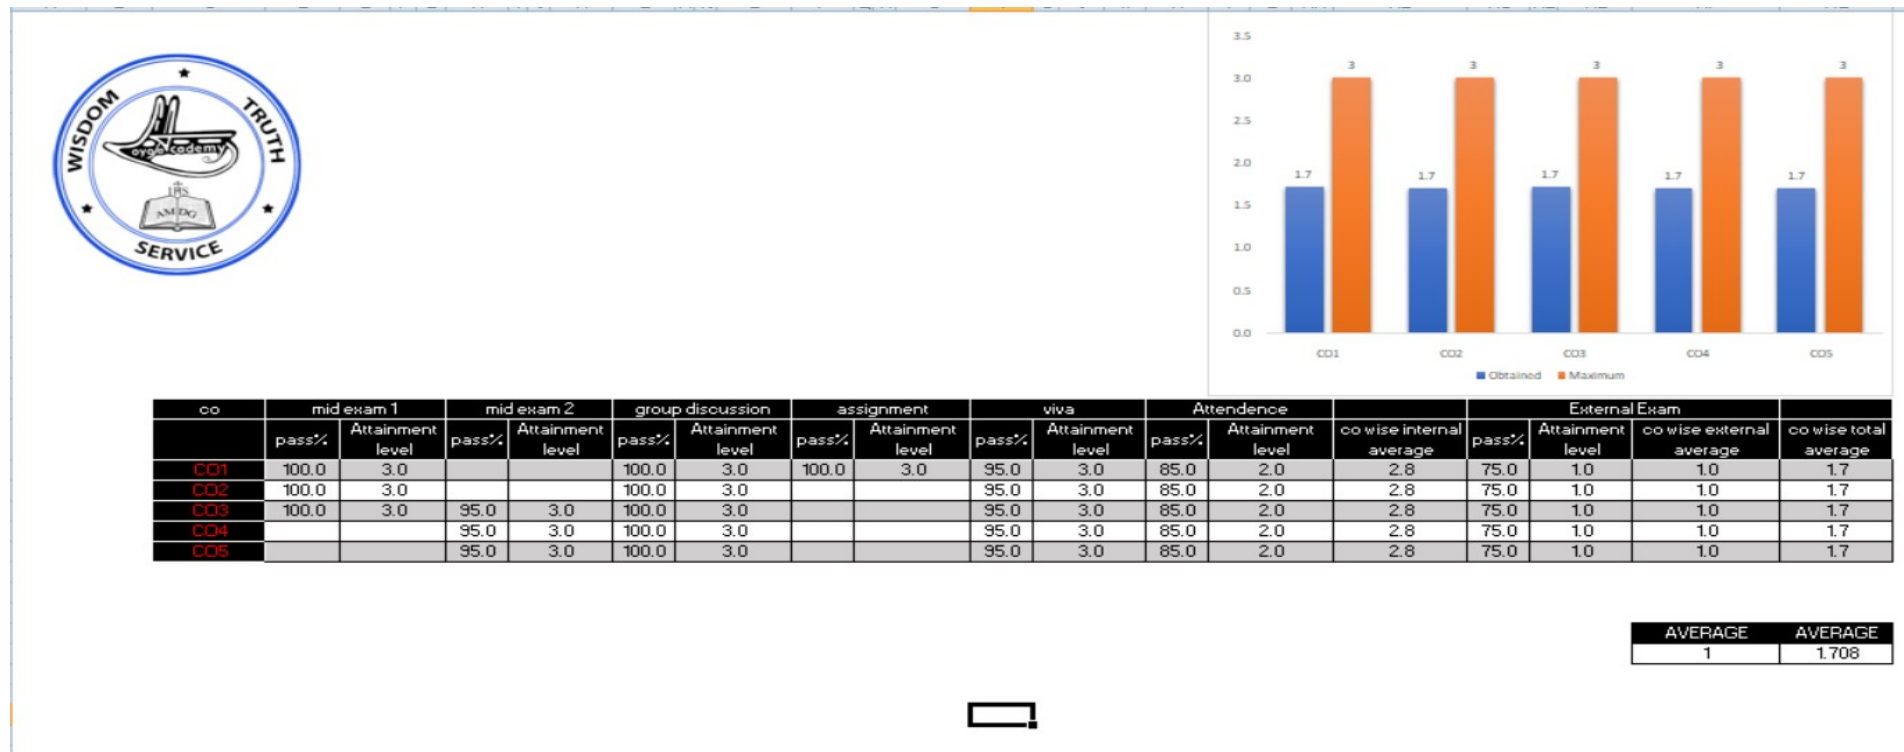 WISDOM
TRUTH
SERVICE
IHS
AM DG
3.5
3.0
2.5
2.0
1.5
1.0
0.5
0.0
3 3 3 3 3
1.7 1.7 1.7 1.7 1.7
CO1 CO2 CO3 CO4 CO5
Obtained Maximum
co mid exam 1 mid exam 2 group discussion assignment viva Attendence External Exam
pass% Attainment level pass% Attainment level pass% Attainment level pass% Attainment level pass% Attainment level pass% Attainment level co wise internal average pass% Attainment level co wise external average co wise total average
CO1 100.0 3.0 100.0 3.0 100.0 3.0 95.0 3.0 85.0 2.0 2.8 75.0 1.0 1.0 1.7
CO2 100.0 3.0 100.0 3.0 95.0 3.0 85.0 2.0 2.8 75.0 1.0 1.0 1.7
CO3 100.0 3.0 95.0 3.0 100.0 3.0 95.0 3.0 85.0 2.0 2.8 75.0 1.0 1.0 1.7
CO4 95.0 3.0 100.0 3.0 95.0 3.0 85.0 2.0 2.8 75.0 1.0 1.0 1.7
CO5 95.0 3.0 100.0 3.0 95.0 3.0 85.0 2.0 2.8 75.0 1.0 1.0 1.7
AVERAGE AVERAGE
1 1.708